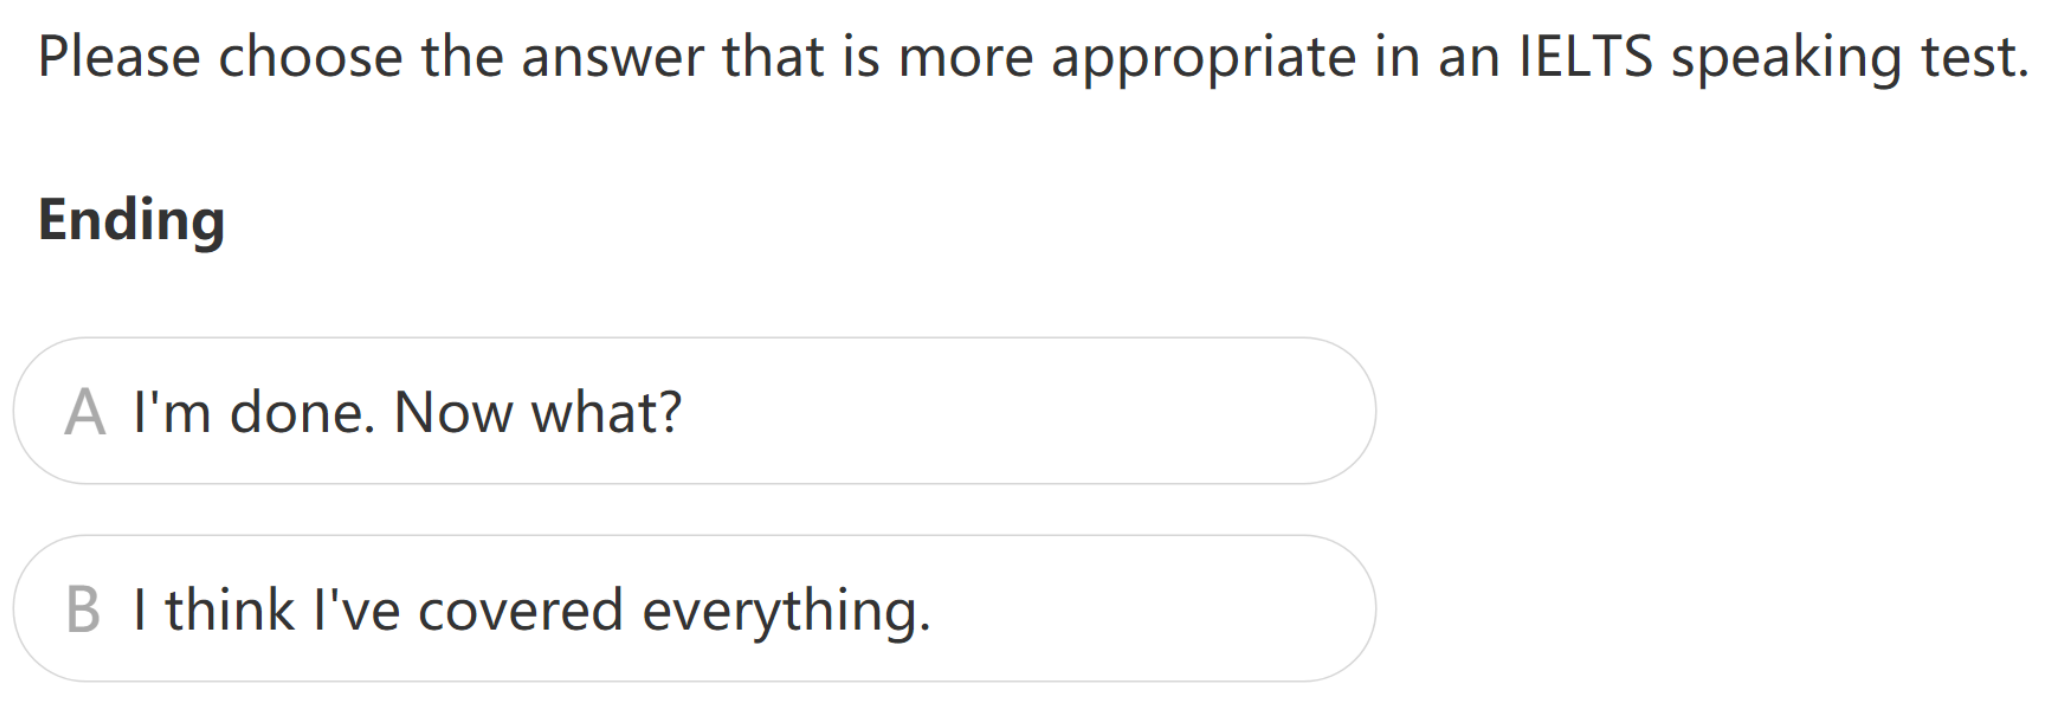 Please choose the answer that is more appropriate in an IELTS speaking test.
Ending
A I'm done. Now what?
B I think I've covered everything.